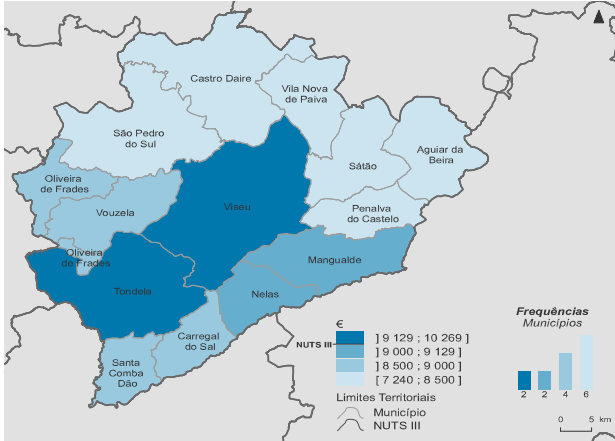 Castro Daire
Vila Nova
de Paiva
São Pedro
do Sul
Aguiar da
Beira
Sátão
Oliveira
de Frades
Vouzela
Viseu
Penalva
do Castelo
Oliveira
de Frades
Mangualde
Tondela
Nelas
Carregal
do Sal
Santa
Comba
Dão
€
NUTS III
] 9 129 ; 10 269 ]
] 9 000 ; 9 129 ]
] 8 500 ; 9 000 ]
[ 7 240 ; 8 500 ]
Limites Territoriais
Município
NUTS III
Frequências
Municípios
2 2 4 6
0 5 km